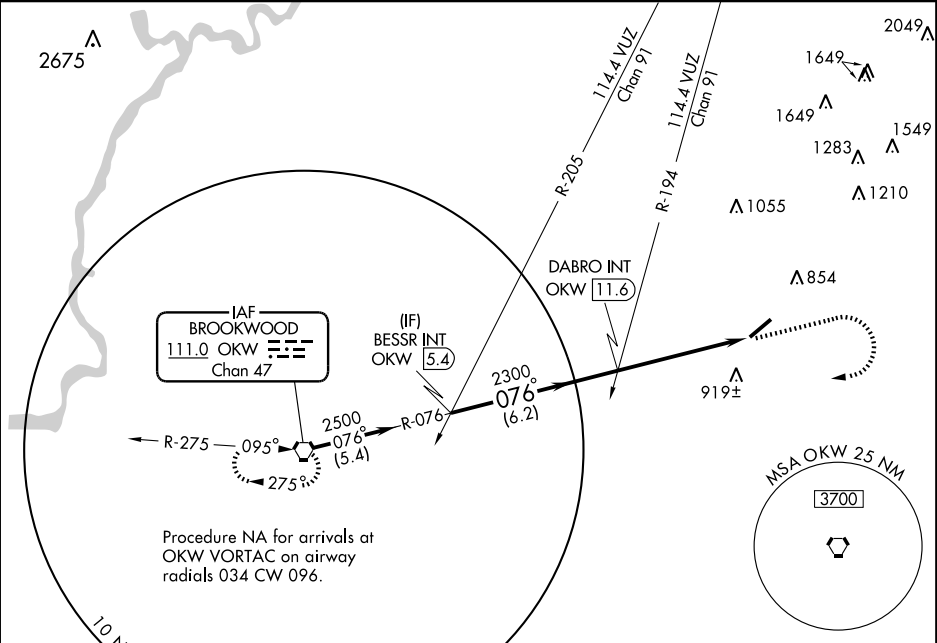 2675
2049
1649
1649
1549
1283
1210
1055
854
919±
114.4 VUZ
Chan 91
114.4 VUZ
Chan 91
R-205
R-194
DABRO INT
OKW 11.6
(IF)
BESSR INT
OKW 5.4
IAF
BROOKWOOD
111.0 OKW
Chan 47
2500
076°
(5.4)
R-076
2300
076°
(6.2)
R-275
095°
275°
Procedure NA for arrivals at
OKW VORTAC on airway
radials 034 CW 096.
MSA OKW 25 NM
3700
10 N